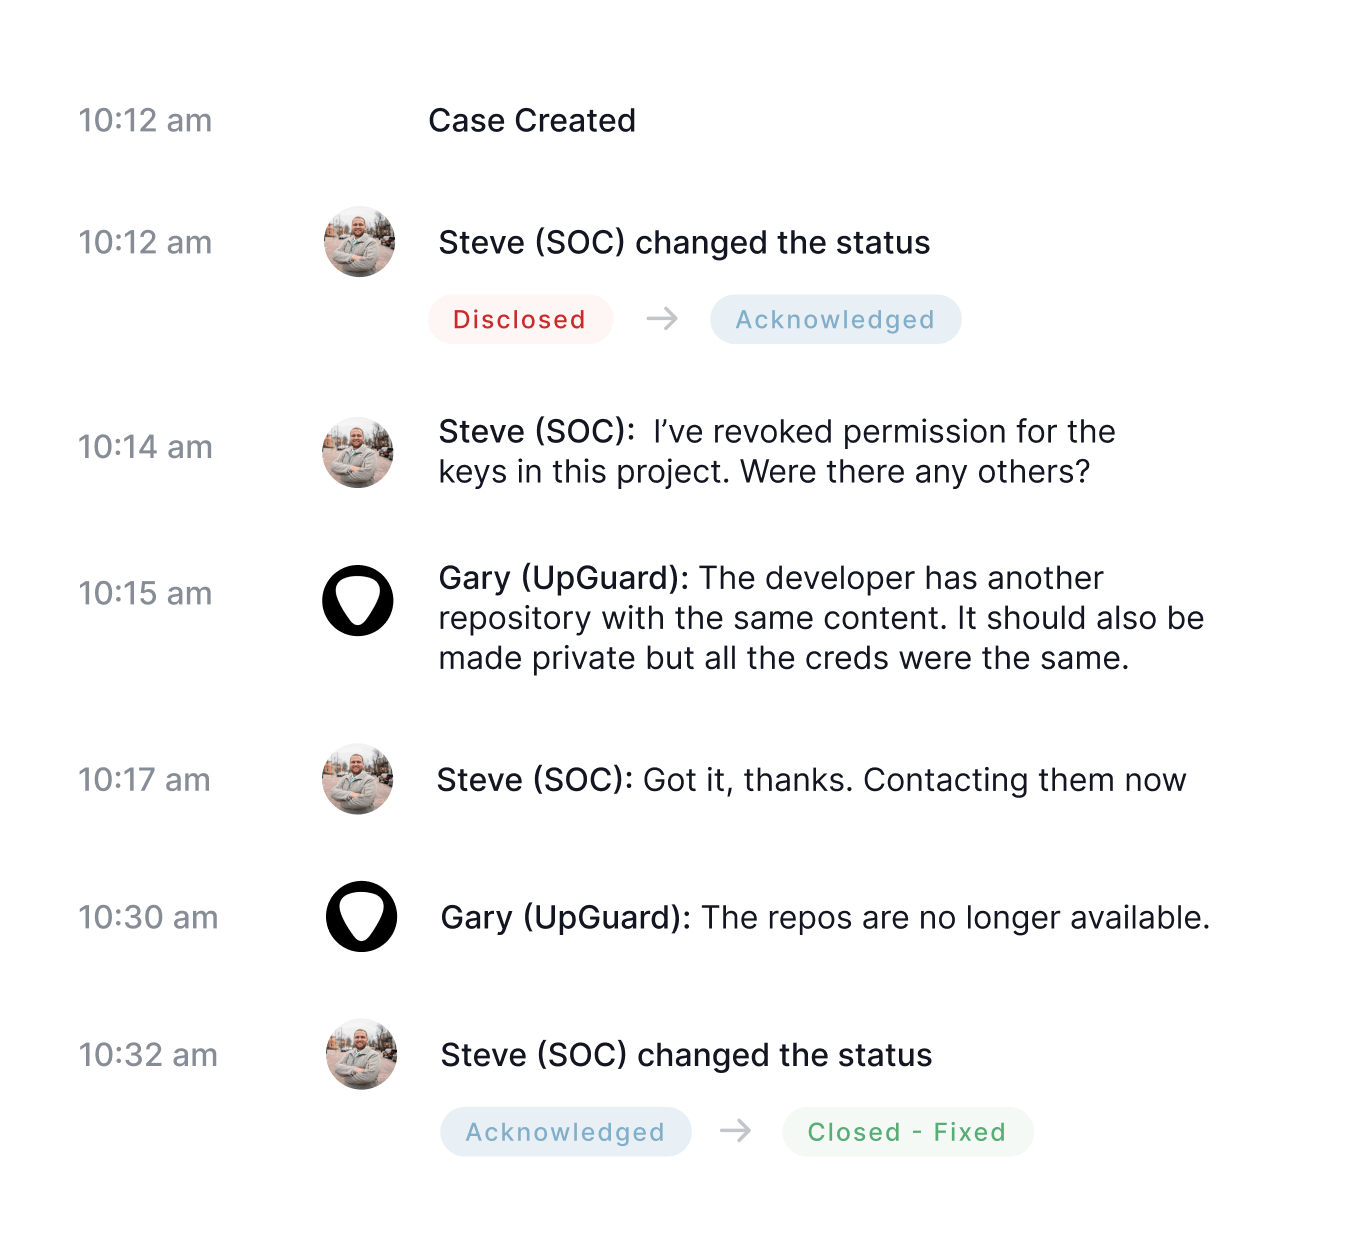 10:12 am Case Created
10:12 am Steve (SOC) changed the status
Disclosed → Acknowledged
10:14 am Steve (SOC): I’ve revoked permission for the
keys in this project. Were there any others?
10:15 am Gary (UpGuard): The developer has another
repository with the same content. It should also be
made private but all the creds were the same.
10:17 am Steve (SOC): Got it, thanks. Contacting them now
10:30 am Gary (UpGuard): The repos are no longer available.
10:32 am Steve (SOC) changed the status
Acknowledged → Closed - Fixed